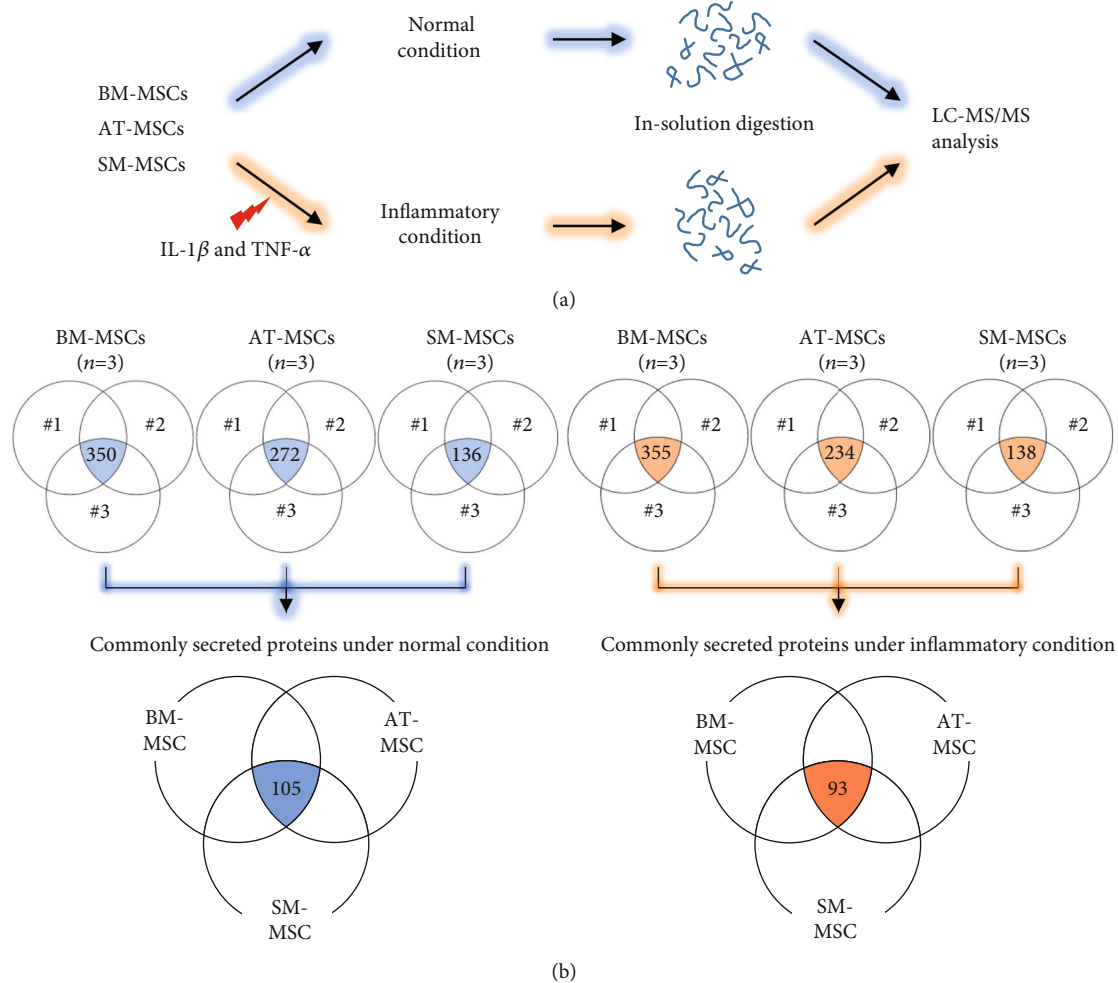 Normal
condition
BM-MSCs
AT-MSCs
SM-MSCs
In-solution digestion
LC-MS/MS
analysis
Inflammatory
condition
IL-1β and TNF-α
(a)
BM-MSCs
(n=3)
AT-MSCs
(n=3)
SM-MSCs
(n=3)
BM-MSCs
(n=3)
AT-MSCs
(n=3)
SM-MSCs
(n=3)
#1
#2
350
#3
#1
#2
272
#3
#1
#2
136
#3
#1
#2
355
#3
#1
#2
234
#3
#1
#2
138
#3
Commonly secreted proteins under normal condition
Commonly secreted proteins under inflammatory condition
BM-
MSC
AT-
MSC
105
SM-
MSC
BM-
MSC
AT-
MSC
93
SM-
MSC
(b)